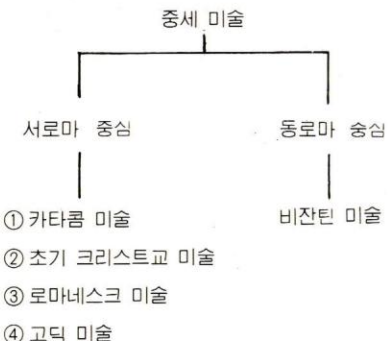 중세 미술
서로마 중심
동로마 중심
① 카타콤 미술
비잔틴 미술
② 초기 크리스트교 미술
③ 로마네스크 미술
④ 고딕 미술